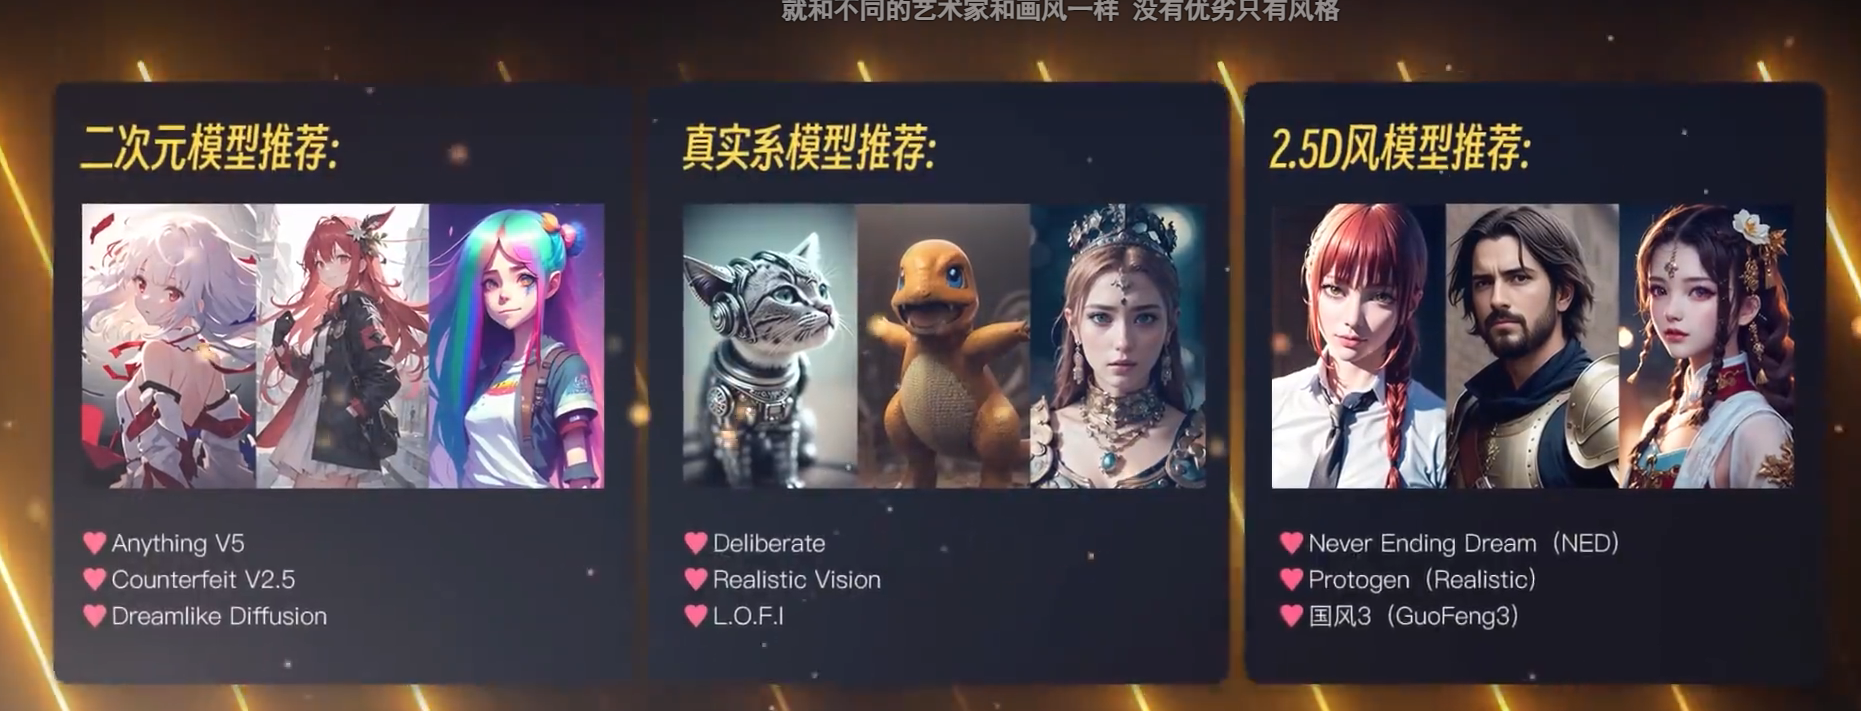 就和不同的艺术家和画风一样 没有优劣只有风格
二次元模型推荐:
Anything V5
Counterfeit V2.5
Dreamlike Diffusion
真实系模型推荐:
Deliberate
Realistic Vision
L.O.F.I
2.5D风模型推荐:
Never Ending Dream（NED）
Protogen（Realistic）
国风3（GuoFeng3）